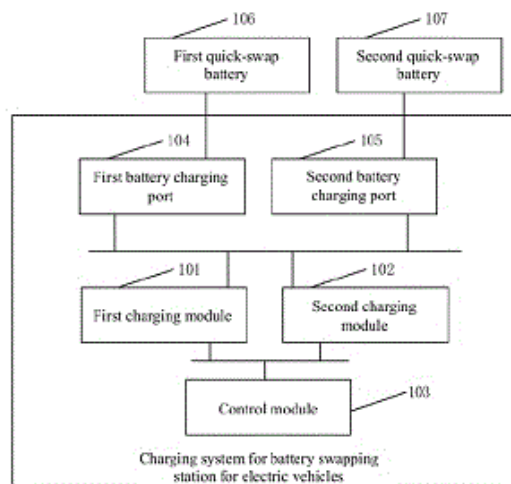 106
107
First quick-swap
battery
Second quick-swap
battery
104
105
First battery charging
port
Second battery
charging port
101
102
First charging module
Second charging
module
103
Control module
Charging system for battery swapping
station for electric vehicles